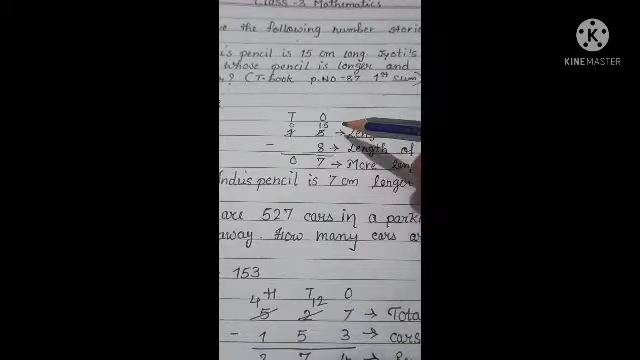 Class-3 Mathematics
the following number stories
pencil is 15 cm long. Jyoti's
Whose pencil is longer and
? (T.book P.NO-87 1st sum)
T O
0 15
1 5 →
- 8 → Length of
0 7 → More
Indu's pencil is 7 cm longer
are 527 cars in a
away. How many cars
153
4 H T 12 O
5 2 7 → Total
- 1 5 3 → cars
KINEMASTER